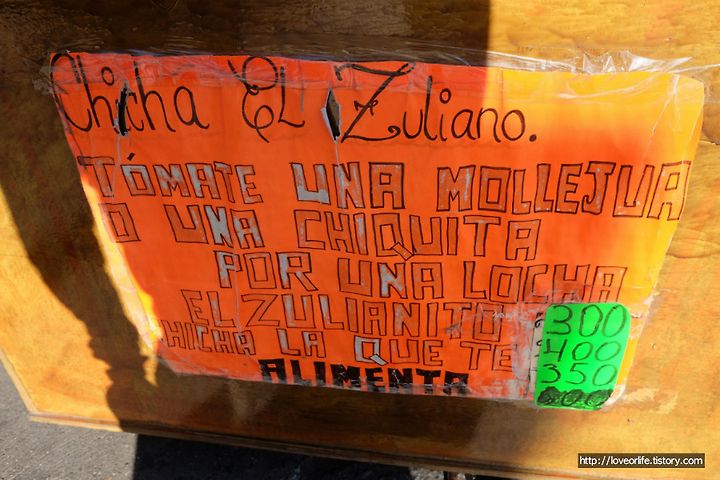 Chicha EL Zuliano.
TÓMATE UNA MOLLEJUA
O UNA CHIQUITA
POR UNA LOCHA
EL ZULIANITO
CHICHA LA QUE TE
ALIMENTA
300
400
350
http://loveorlife.tistory.com